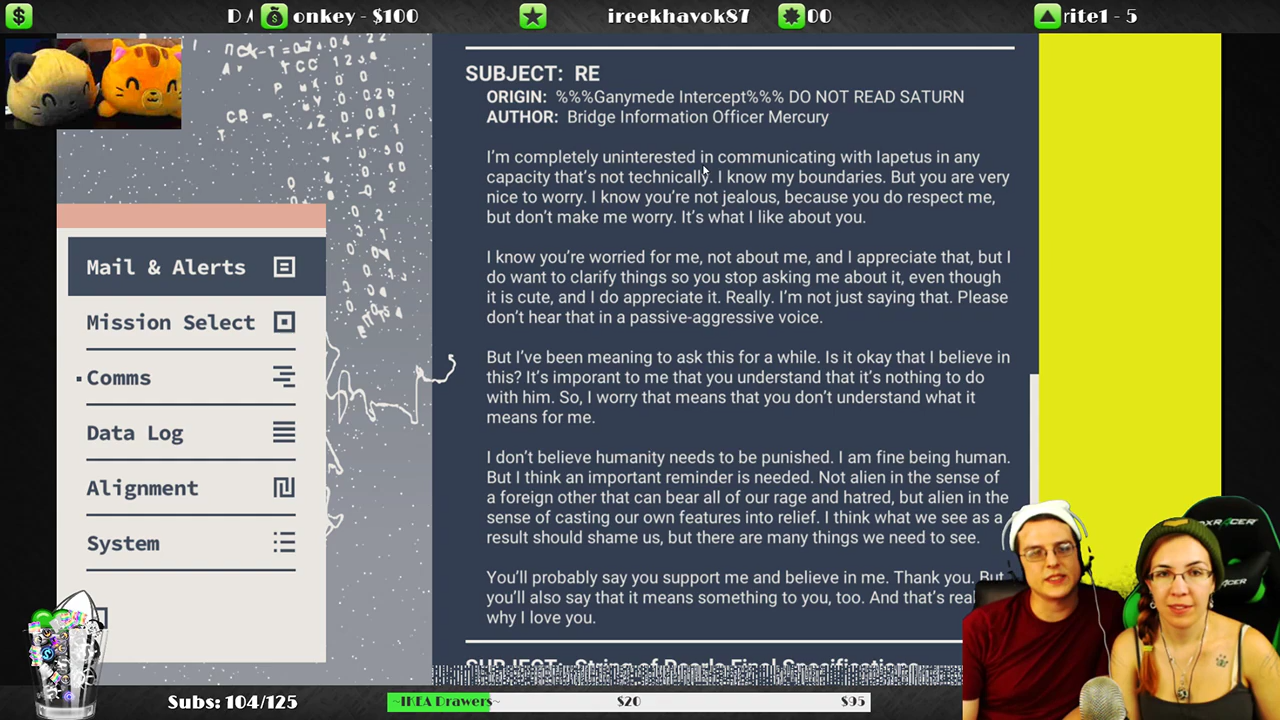 D A
onkey - $100
ireekhavok87
00
rite1 - 5
SUBJECT: RE
ORIGIN: %%%Ganymede Intercept%%% DO NOT READ SATURN
AUTHOR: Bridge Information Officer Mercury
I'm completely uninterested in communicating with Iapetus in any
capacity that's not technically. I know my boundaries. But you are very
nice to worry. I know you're not jealous, because you do respect me,
but don't make me worry. It's what I like about you.
I know you're worried for me, not about me, and I appreciate that, but I
do want to clarify things so you stop asking me about it, even though
it is cute, and I do appreciate it. Really. I'm not just saying that. Please
don't hear that in a passive-aggressive voice.
But I've been meaning to ask this for a while. Is it okay that I believe in
this? It's imporant to me that you understand that it's nothing to do
with him. So, I worry that means that you don't understand what it
means for me.
I don't believe humanity needs to be punished. I am fine being human.
But I think an important reminder is needed. Not alien in the sense of
a foreign other that can bear all of our rage and hatred, but alien in the
sense of casting our own features into relief. I think what we see as a
result should shame us, but there are many things we need to see.
You'll probably say you support me and believe in me. Thank you. But
you'll also say that it means something to you, too. And that's real
why I love you.
Mail & Alerts
Mission Select
Comms
Data Log
Alignment
System
Subs: 104/125
~IKEA Drawers~
$20
$95